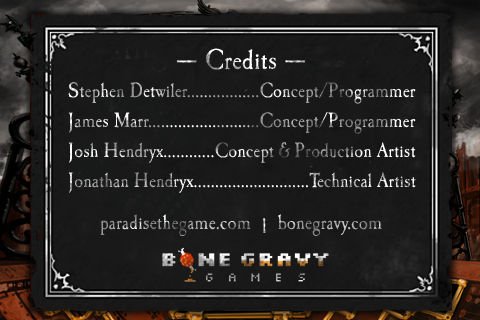 — Credits —
Stephen Detwiler...............Concept/Programmer
James Marr.......................Concept/Programmer
Josh Hendryx...........Concept & Production Artist
Jonathan Hendryx.........................Technical Artist
paradisethegame.com | bonegravy.com
BONE GRAVY
GAMES